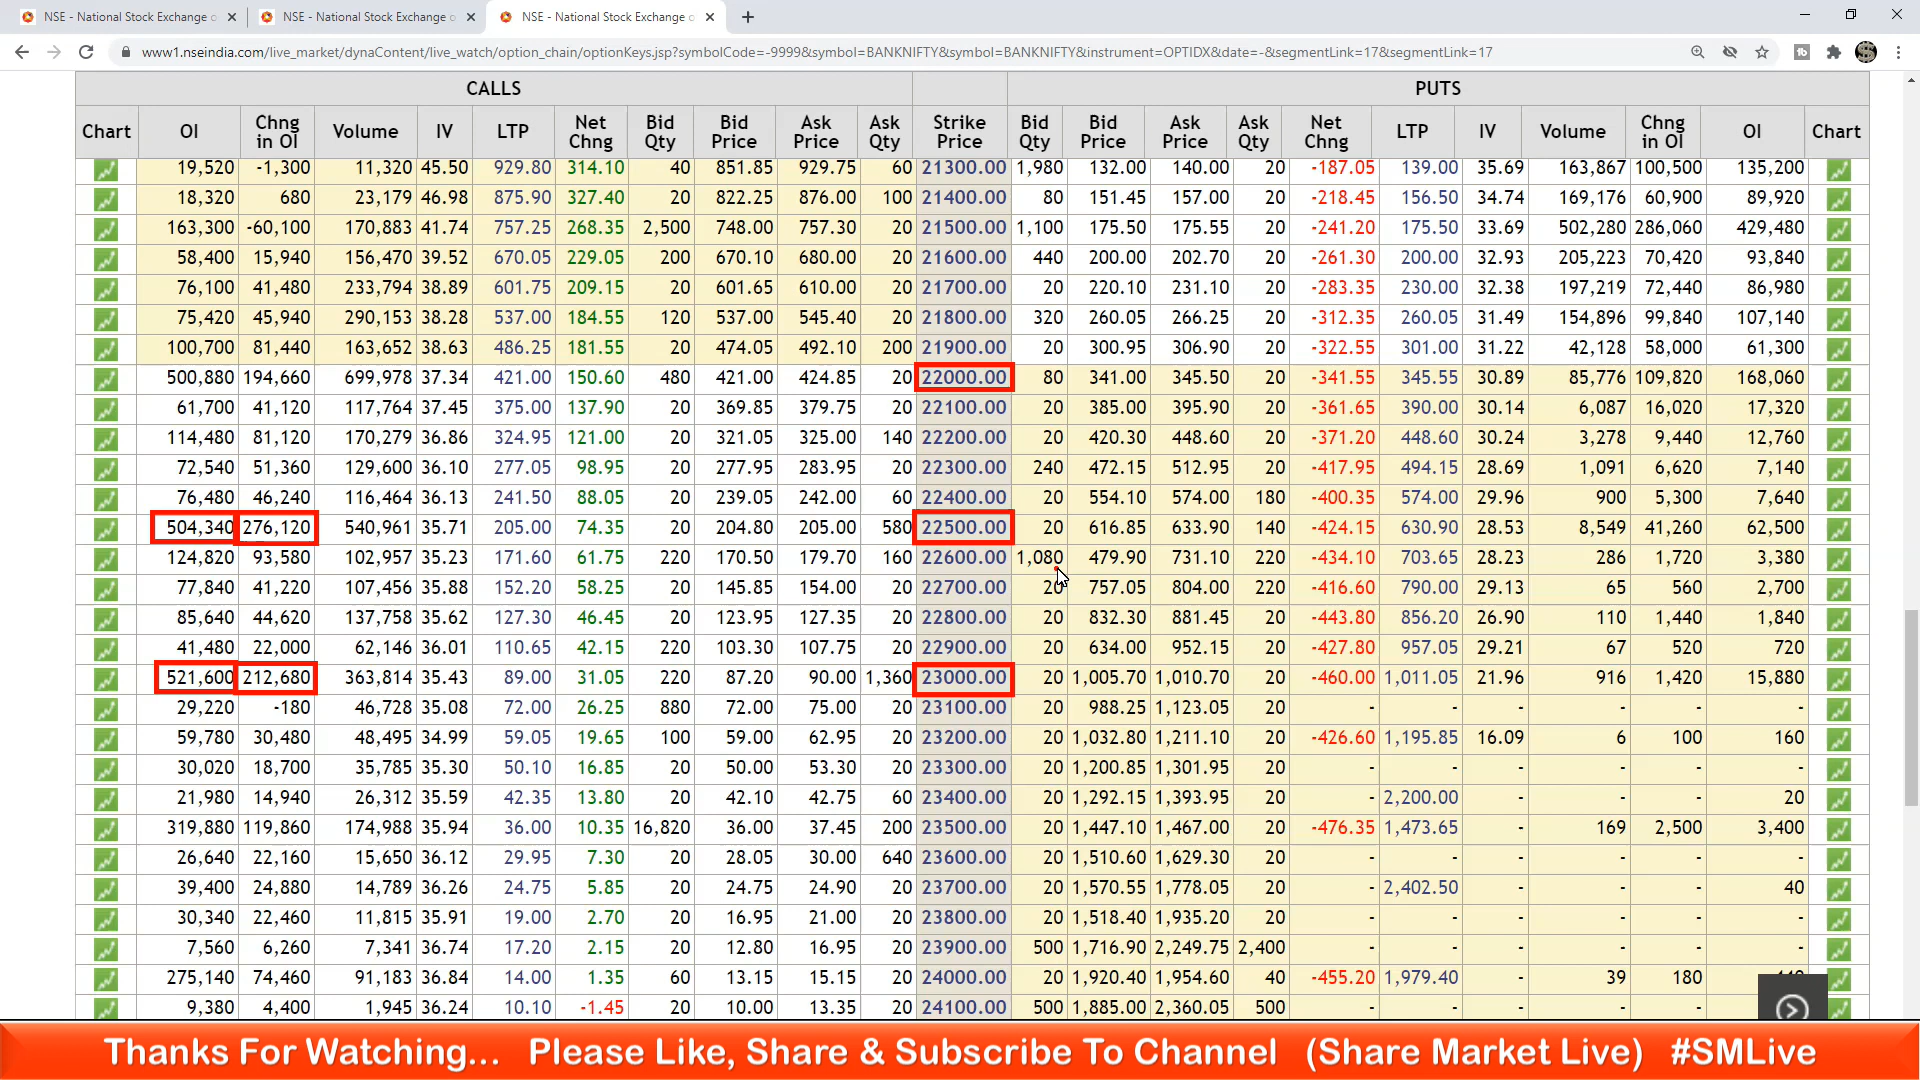 NSE - National Stock Exchange o
NSE - National Stock Exchange o
NSE - National Stock Exchange o
www1.nseindia.com/live_market/dynaContent/live_watch/option_chain/optionKeys.jsp?symbolCode=-9999&symbol=BANKNIFTY&symbol=BANKNIFTY&instrument=OPTIDX&date=-&segmentLink=17&segmentLink=17
CALLS PUTS
Chart OI Chng in OI Volume IV LTP Net Chng Bid Qty Bid Price Ask Price Ask Qty Strike Price Bid Qty Bid Price Ask Price Ask Qty Net Chng LTP IV Volume Chng in OI OI Chart
19,520 -1,300 11,320 45.50 929.80 314.10 40 851.85 929.75 60 21300.00 1,980 132.00 140.00 20 -187.05 139.00 35.69 163,867 100,500 135,200
18,320 680 23,179 46.98 875.90 327.40 20 822.25 876.00 100 21400.00 80 151.45 157.00 20 -218.45 156.50 34.74 169,176 60,900 89,920
163,300 -60,100 170,883 41.74 757.25 268.35 2,500 748.00 757.30 20 21500.00 1,100 175.50 175.55 20 -241.20 175.50 33.69 502,280 286,060 429,480
58,400 15,940 156,470 39.52 670.05 229.05 200 670.10 680.00 20 21600.00 440 200.00 202.70 20 -261.30 200.00 32.93 205,223 70,420 93,840
76,100 41,480 233,794 38.89 601.75 209.15 20 601.65 610.00 20 21700.00 20 220.10 231.10 20 -283.35 230.00 32.38 197,219 72,440 86,980
75,420 45,940 290,153 38.28 537.00 184.55 120 537.00 545.40 20 21800.00 320 260.05 266.25 20 -312.35 260.05 31.49 154,896 99,840 107,140
100,700 81,440 163,652 38.63 486.25 181.55 20 474.05 492.10 200 21900.00 20 300.95 306.90 20 -322.55 301.00 31.22 42,128 58,000 61,300
500,880 194,660 699,978 37.34 421.00 150.60 480 421.00 424.85 20 22000.00 80 341.00 345.50 20 -341.55 345.55 30.89 85,776 109,820 168,060
61,700 41,120 117,764 37.45 375.00 137.90 20 369.85 379.75 20 22100.00 20 385.00 395.90 20 -361.65 390.00 30.14 6,087 16,020 17,320
114,480 81,120 170,279 36.86 324.95 121.00 20 321.05 325.00 140 22200.00 20 420.30 448.60 20 -371.20 448.60 30.24 3,278 9,440 12,760
72,540 51,360 129,600 36.10 277.05 98.95 20 277.95 283.95 20 22300.00 240 472.15 512.95 20 -417.95 494.15 28.69 1,091 6,620 7,140
76,480 46,240 116,464 36.13 241.50 88.05 20 239.05 242.00 60 22400.00 20 554.10 574.00 180 -400.35 574.00 29.96 900 5,300 7,640
504,340 276,120 540,961 35.71 205.00 74.35 20 204.80 205.00 580 22500.00 20 616.85 633.90 140 -424.15 630.90 28.53 8,549 41,260 62,500
124,820 93,580 102,957 35.23 171.60 61.75 220 170.50 179.70 160 22600.00 1,080 479.90 731.10 220 -434.10 703.65 28.23 286 1,720 3,380
77,840 41,220 107,456 35.88 152.20 58.25 20 145.85 154.00 20 22700.00 20 757.05 804.00 220 -416.60 790.00 29.13 65 560 2,700
85,640 44,620 137,758 35.62 127.30 46.45 20 123.95 127.35 20 22800.00 20 832.30 881.45 20 -443.80 856.20 26.90 110 1,440 1,840
41,480 22,000 62,146 36.01 110.65 42.15 220 103.30 107.75 20 22900.00 20 634.00 952.15 20 -427.80 957.05 29.21 67 520 720
521,600 212,680 363,814 35.43 89.00 31.05 220 87.20 90.00 1,360 23000.00 20 1,005.70 1,010.70 20 -460.00 1,011.05 21.96 916 1,420 15,880
29,220 -180 46,728 35.08 72.00 26.25 880 72.00 75.00 20 23100.00 20 988.25 1,123.05 20 - - - - - -
59,780 30,480 48,495 34.99 59.05 19.65 100 59.00 62.95 20 23200.00 20 1,032.80 1,211.10 20 -426.60 1,195.85 16.09 6 100 160
30,020 18,700 35,785 35.30 50.10 16.85 20 50.00 53.30 20 23300.00 20 1,200.85 1,301.95 20 - - - - - -
21,980 14,940 26,312 35.59 42.35 13.80 20 42.10 42.75 60 23400.00 20 1,292.15 1,393.95 20 - 2,200.00 - - - 20
319,880 119,860 174,988 35.94 36.00 10.35 16,820 36.00 37.45 200 23500.00 20 1,447.10 1,467.00 20 -476.35 1,473.65 - 169 2,500 3,400
26,640 22,160 15,650 36.12 29.95 7.30 20 28.05 30.00 640 23600.00 20 1,510.60 1,629.30 20 - - - - - -
39,400 24,880 14,789 36.26 24.75 5.85 20 24.75 24.90 20 23700.00 20 1,570.55 1,778.05 20 - 2,402.50 - - - 40
30,340 22,460 11,815 35.91 19.00 2.70 20 16.95 21.00 20 23800.00 20 1,518.40 1,935.20 20 - - - - - -
7,560 6,260 7,341 36.74 17.20 2.15 20 12.80 16.95 20 23900.00 500 1,716.90 2,249.75 2,400 - - - - - -
275,140 74,460 91,183 36.84 14.00 1.35 60 13.15 15.15 20 24000.00 20 1,920.40 1,954.60 40 -455.20 1,979.40 - 39 180
9,380 4,400 1,945 36.24 10.10 -1.45 20 10.00 13.35 20 24100.00 500 1,885.00 2,360.05 500 - - - - - -
Thanks For Watching... Please Like, Share & Subscribe To Channel (Share Market Live) #SMLive